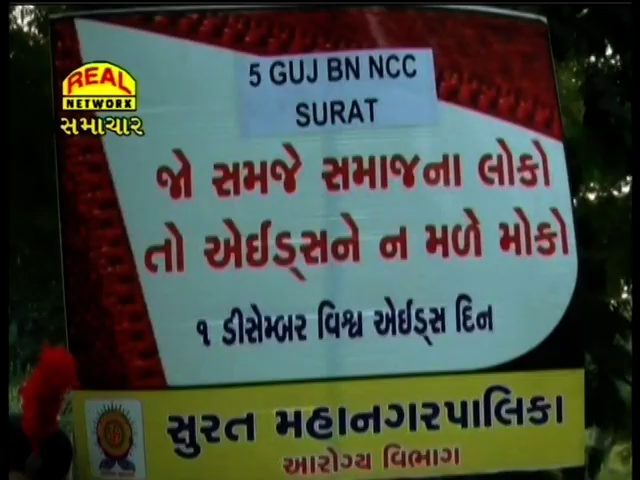 REAL
NETWORK
સમાચાર
5 GUJ BN NCC
SURAT
જો સમજે સમાજના લોકો
તો એઈડ્સને ન મળે મોકો
૧ ડીસેમ્બર વિશ્વ એઈડ્સ દિન
સુરત મહાનગરપાલિકા
આરોગ્ય વિભાગ